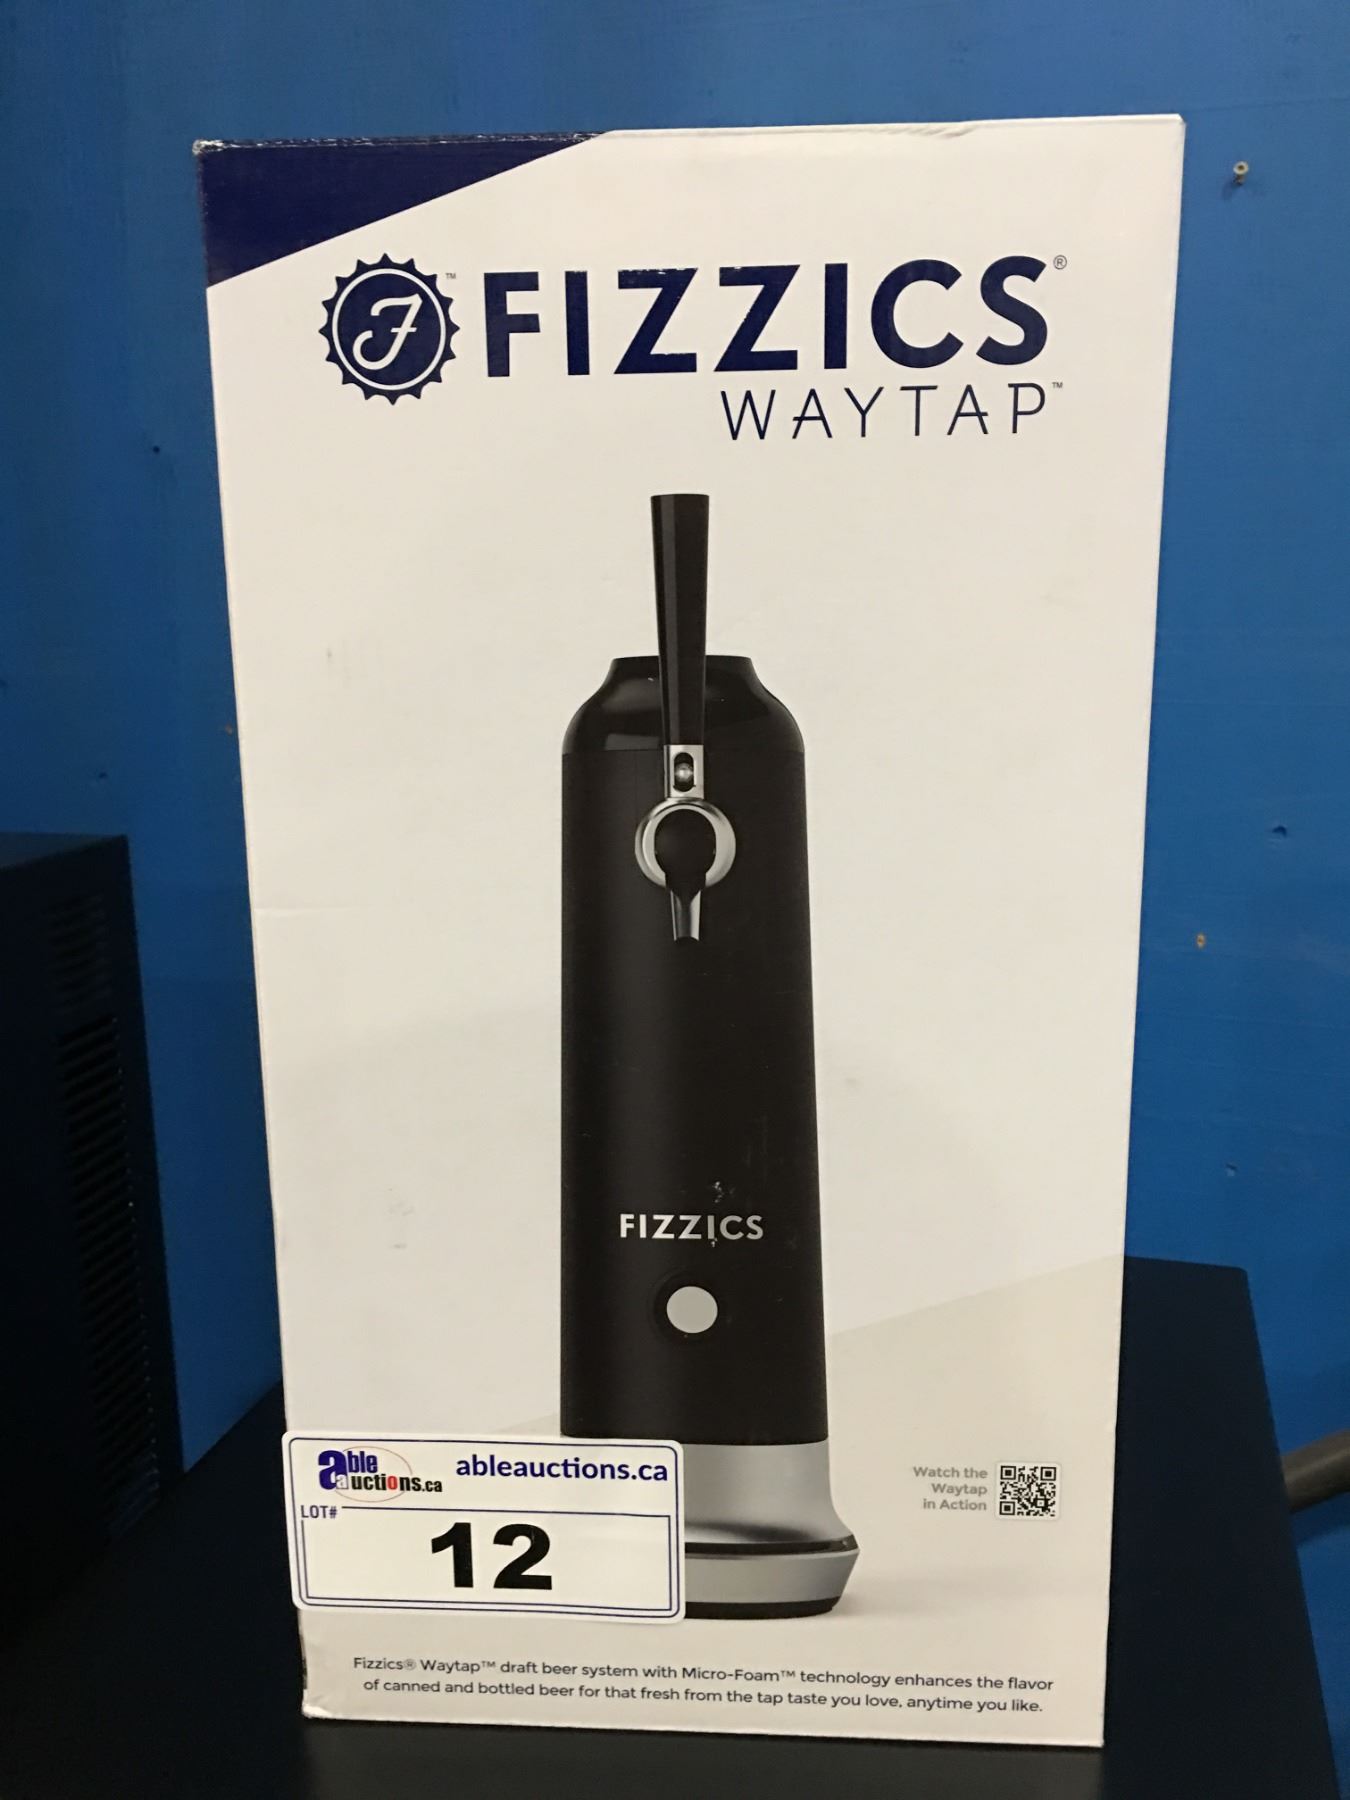 F™ FIZZICS®
WAYTAP™
FIZZICS
able
auctions.ca
ableauctions.ca
LOT#
12
Watch the
Waytap
in Action
Fizzics® Waytap™ draft beer system with Micro-Foam™ technology enhances the flavor
of canned and bottled beer for that fresh from the tap taste you love, anytime you like.